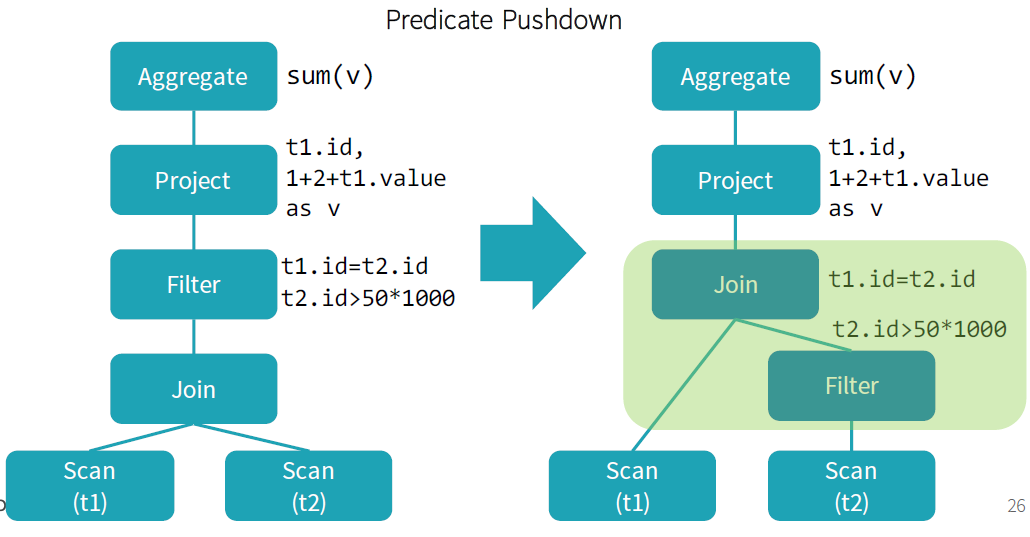 Predicate Pushdown
Aggregate
sum(v)
Project
t1.id,
1+2+t1.value
as v
Filter
t1.id=t2.id
t2.id>50*1000
Join
Scan
(t1)
Scan
(t2)
Aggregate
sum(v)
Project
t1.id,
1+2+t1.value
as v
Join
t1.id=t2.id
t2.id>50*1000
Filter
Scan
(t1)
Scan
(t2)
26